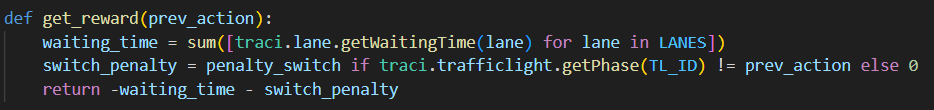 def get_reward(prev_action):
    waiting_time = sum([traci.lane.getWaitingTime(lane) for lane in LANES])
    switch_penalty = penalty_switch if traci.trafficlight.getPhase(TL_ID) != prev_action else 0
    return -waiting_time - switch_penalty